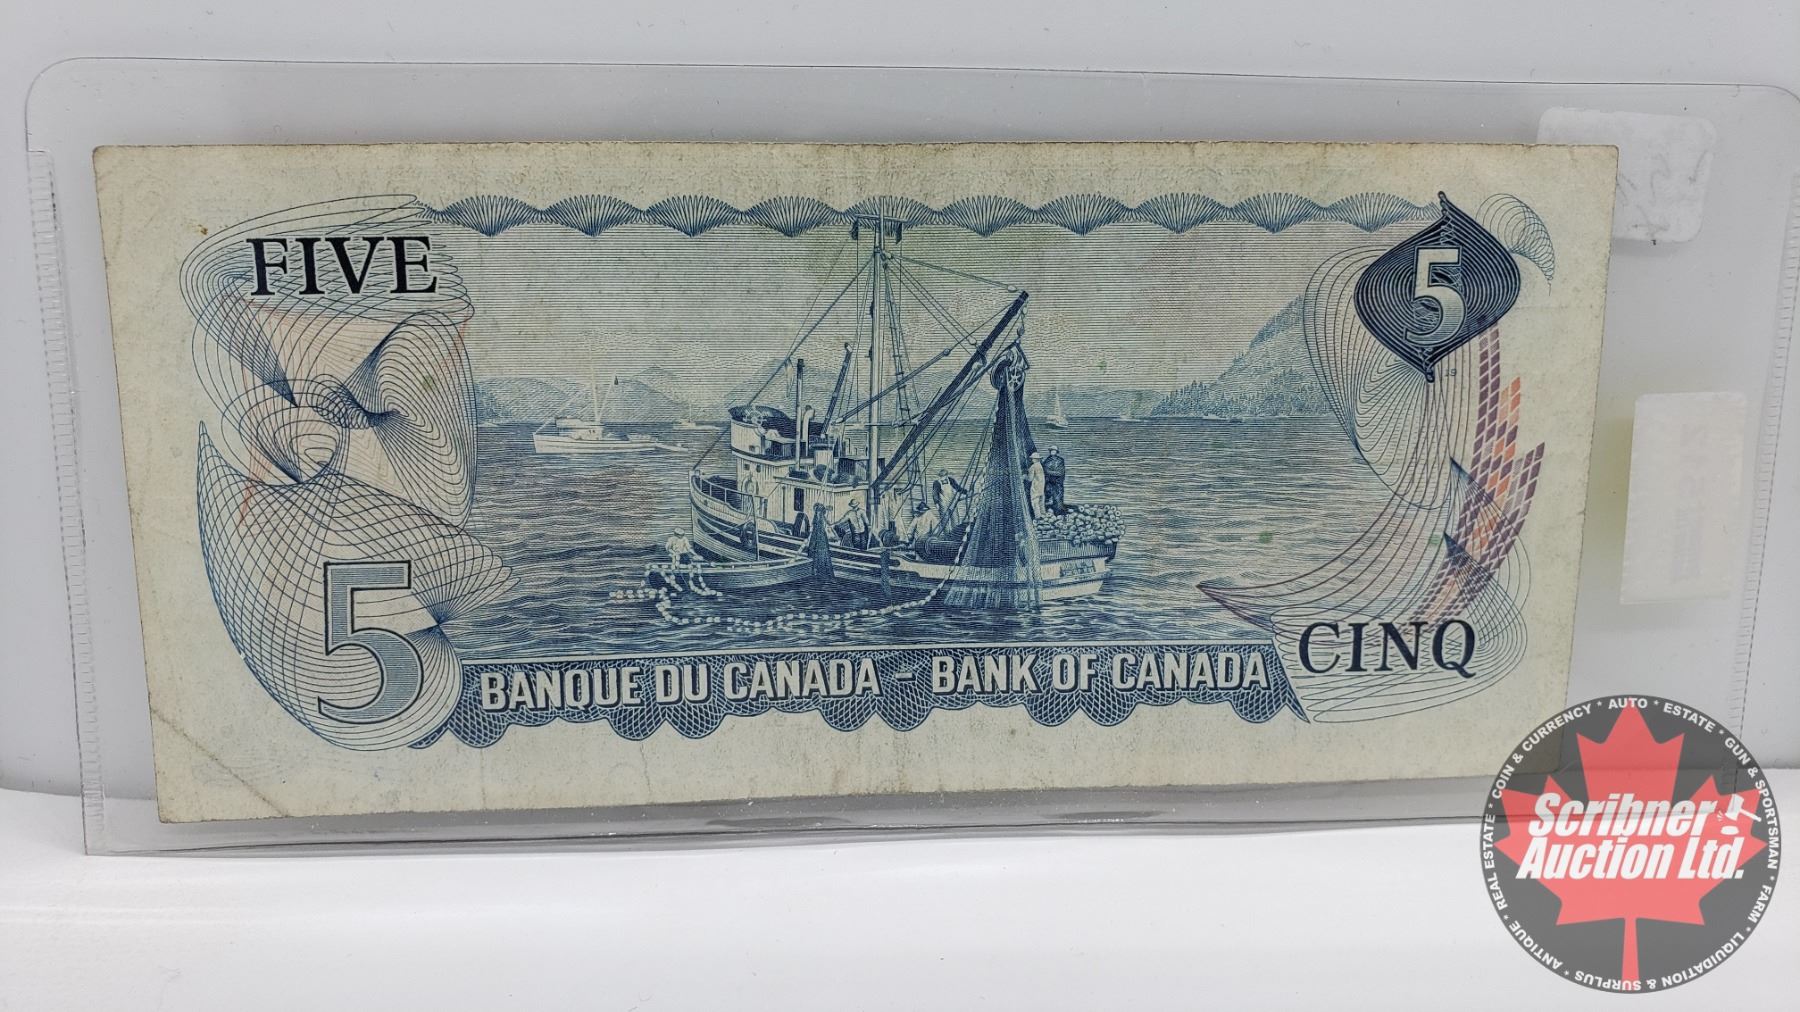 FIVE
5
19
5
CINQ
BANQUE DU CANADA - BANK OF CANADA
REAL ESTATE * COIN & CURRENCY * AUTO * ESTATE * GUN & SPORTSMAN * FARM * LIQUIDATION & SURPLUS * ANTIQUE *
Scribner
Auction Ltd.